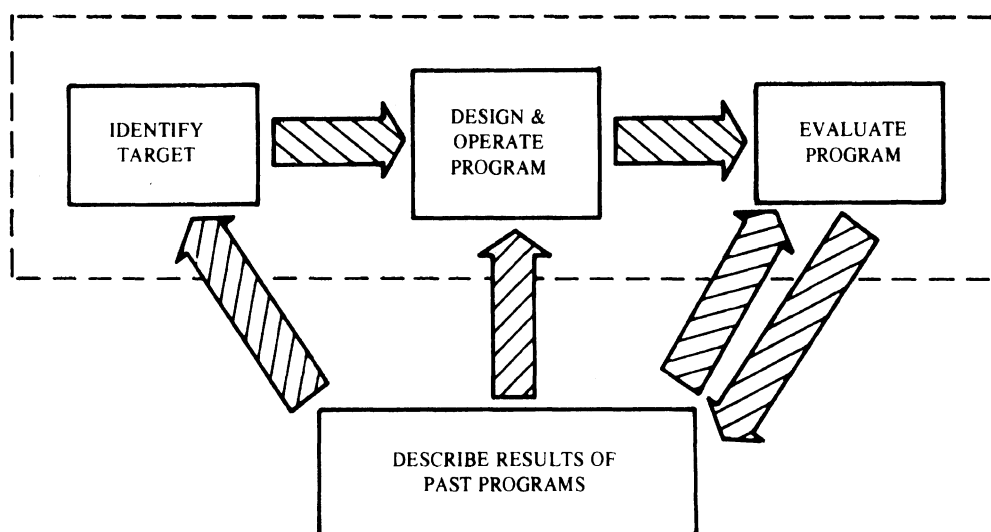 IDENTIFY
TARGET
DESIGN &
OPERATE
PROGRAM
EVALUATE
PROGRAM
DESCRIBE RESULTS OF
PAST PROGRAMS